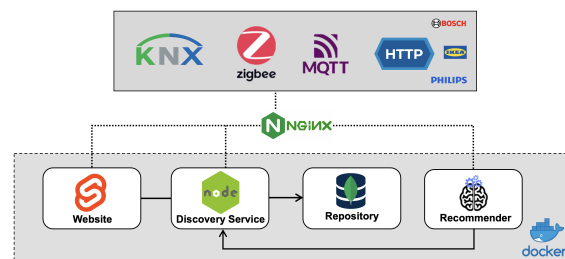 BOSCH
KNX
zigbee
MQTT
HTTP
IKEA
PHILIPS
NGINX
node
Website
Discovery Service
Repository
Recommender
docker